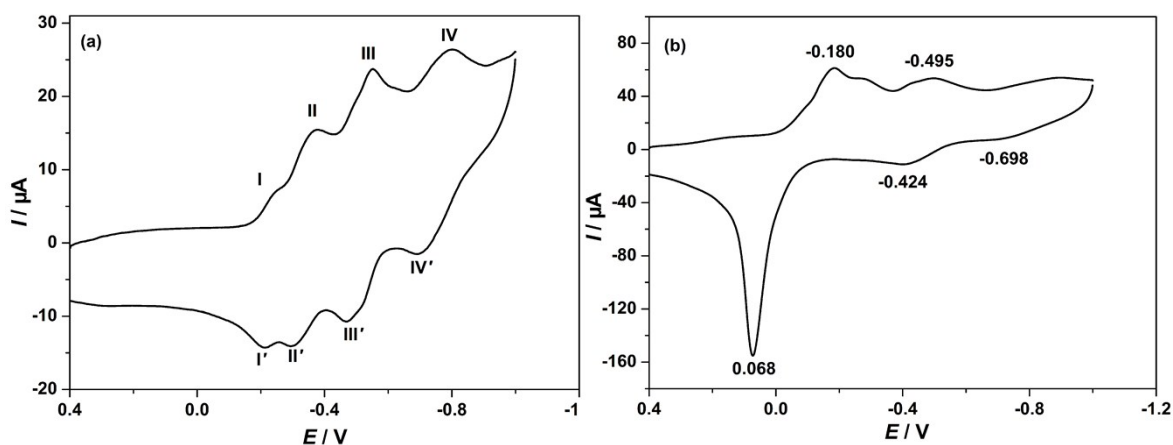 (a)
I
II
III
IV
I′
II′
III′
IV′
30
20
10
0
-10
-20
I / µA
0.4
0.0
-0.4
-0.8
-1
E / V
(b)
-0.180
-0.495
-0.424
-0.698
0.068
80
40
0
-40
-80
-120
-160
I / µA
0.4
0.0
-0.4
-0.8
-1.2
E / V